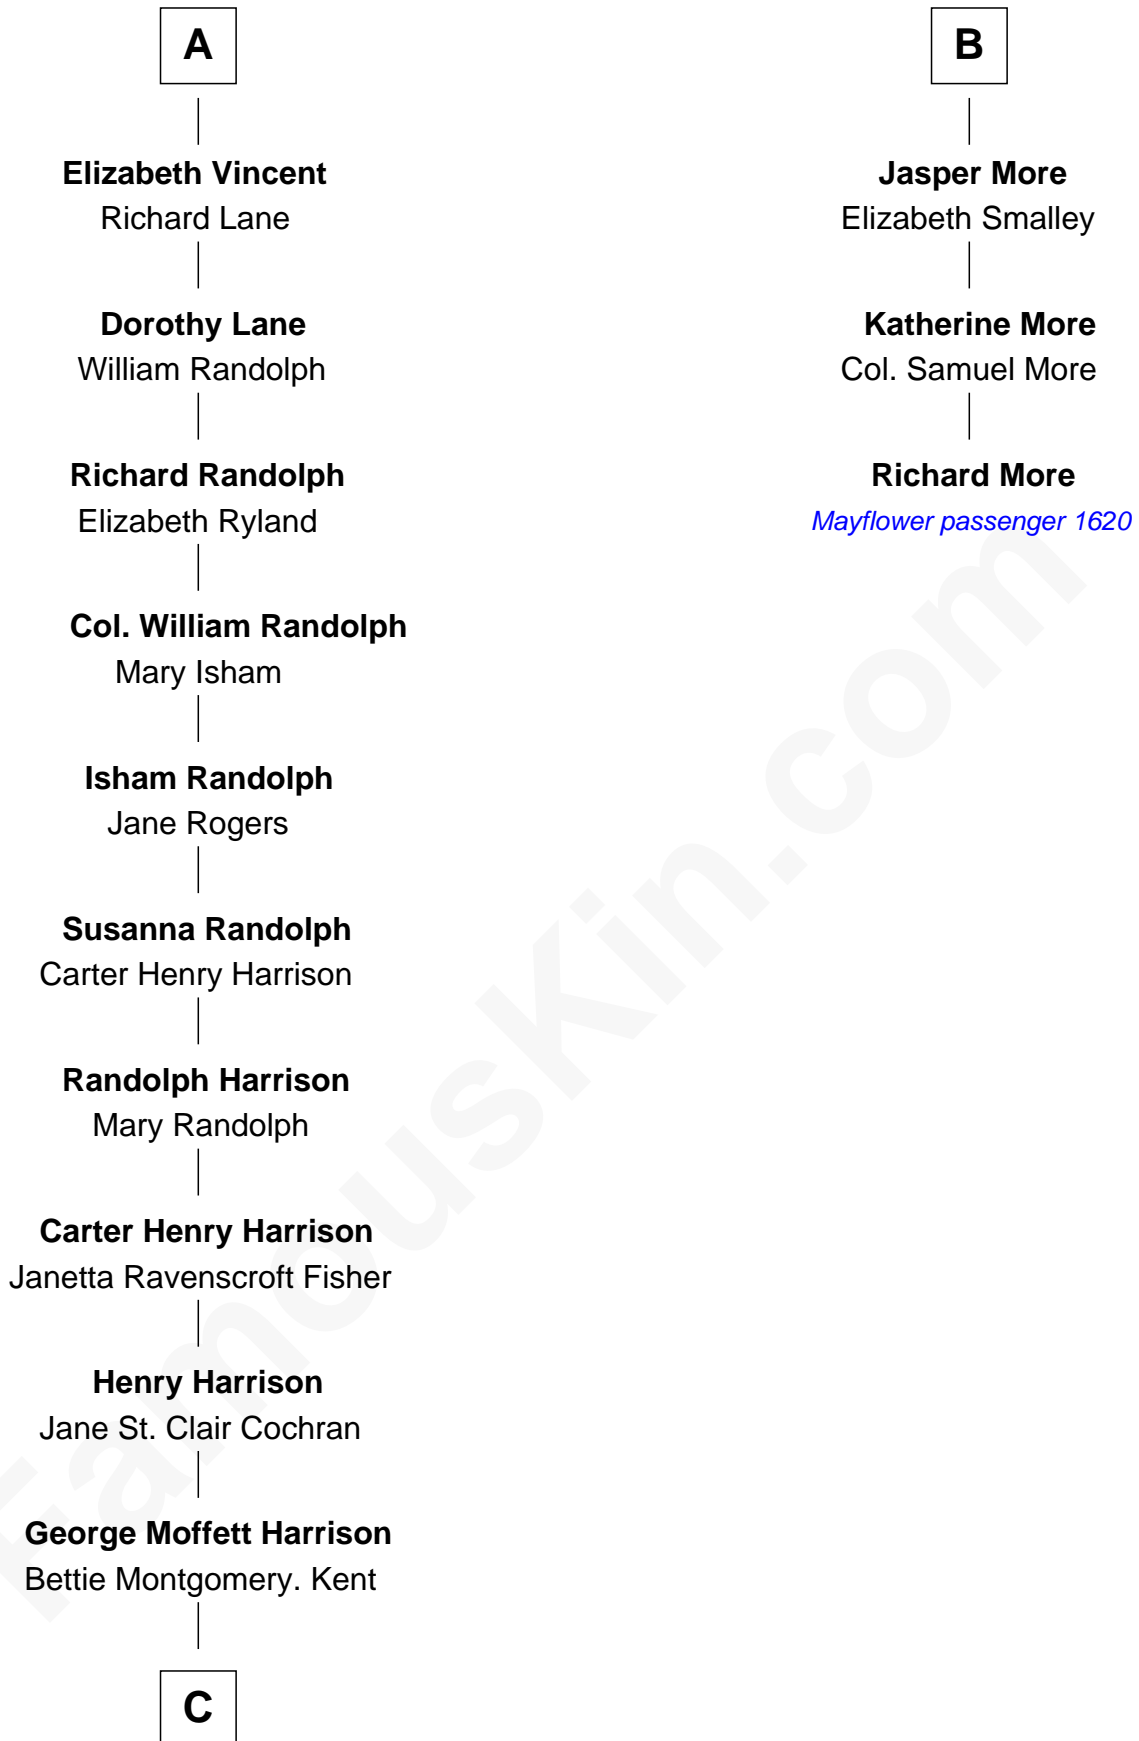 A
Elizabeth Vincent
Richard Lane
Dorothy Lane
William Randolph
Richard Randolph
Elizabeth Ryland
Col. William Randolph
Mary Isham
Isham Randolph
Jane Rogers
Susanna Randolph
Carter Henry Harrison
Randolph Harrison
Mary Randolph
Carter Henry Harrison
Janetta Ravenscroft Fisher
Henry Harrison
Jane St. Clair Cochran
George Moffett Harrison
Bettie Montgomery. Kent
C
B
Jasper More
Elizabeth Smalley
Katherine More
Col. Samuel More
Richard More
Mayflower passenger 1620
FamousKin.com